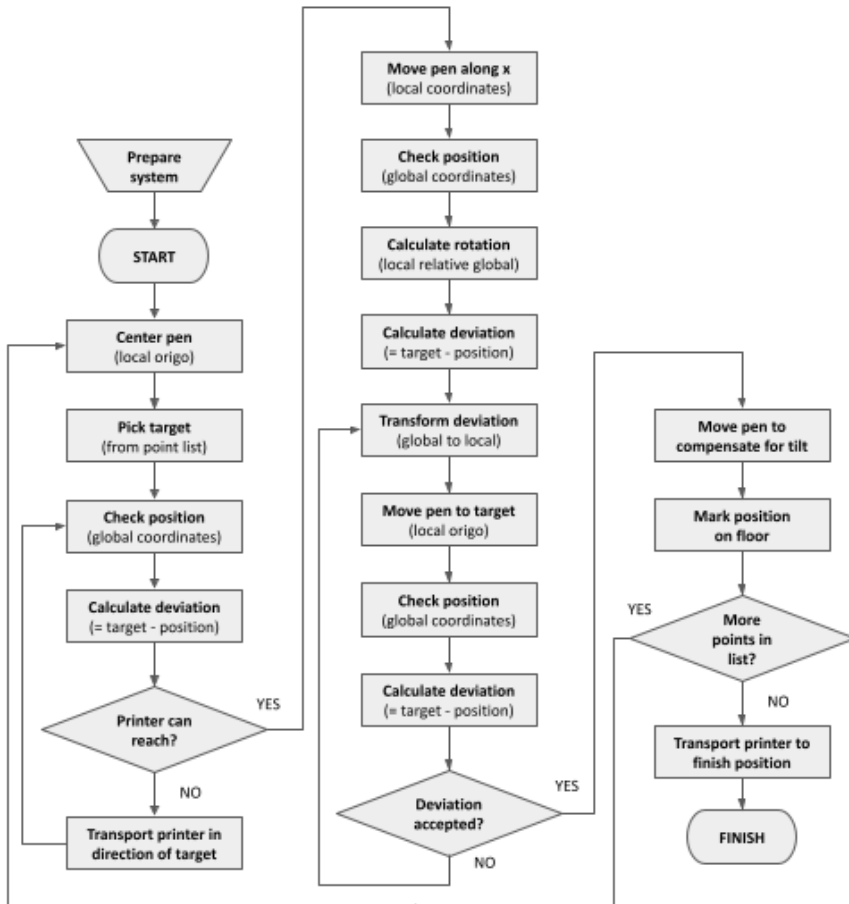 Prepare
system
START
Center pen
(local origo)
Pick target
(from point list)
Check position
(global coordinates)
Calculate deviation
(= target - position)
Printer can
reach?
YES
NO
Transport printer in
direction of target
Move pen along x
(local coordinates)
Check position
(global coordinates)
Calculate rotation
(local relative global)
Calculate deviation
(= target - position)
Transform deviation
(global to local)
Move pen to target
(local origo)
Check position
(global coordinates)
Calculate deviation
(= target - position)
Deviation
accepted?
YES
NO
Move pen to
compensate for tilt
Mark position
on floor
More
points in
list?
YES
NO
Transport printer to
finish position
FINISH